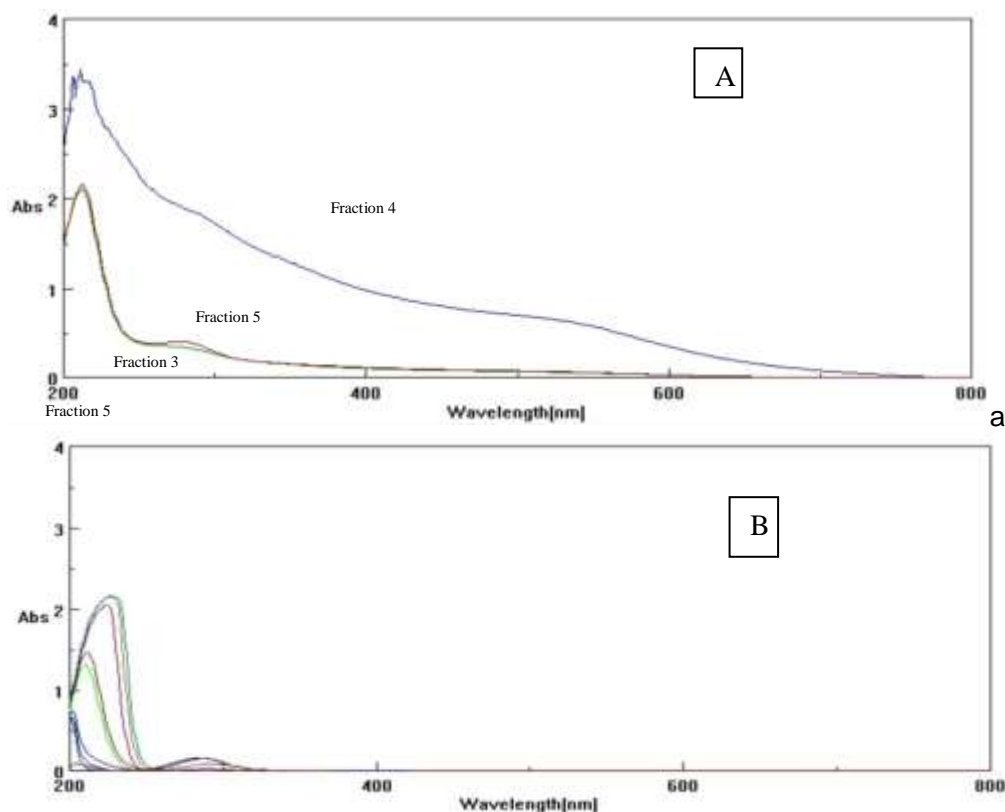 4
A
3
Fraction 4
Abs 2
1
Fraction 5
Fraction 3
0
200 400 600 800
Fraction 5 Wavelength[nm]
a
4
B
3
Abs 2
1
0
200 400 600 800
Wavelength[nm]